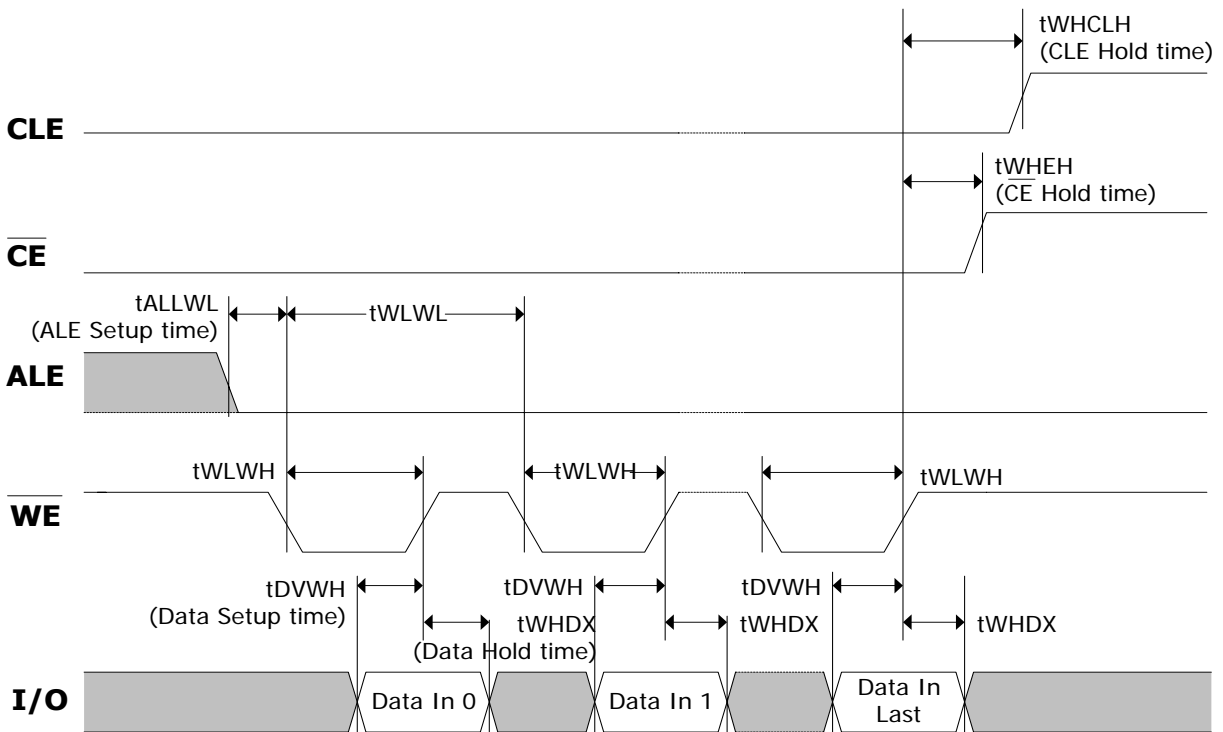 tWHCLH
(CLE Hold time)
CLE
tWHEH
(CE Hold time)
CE
tALLWL
(ALE Setup time)
tWLWL
ALE
tWLWH
tWLWH
tWLWH
WE
tDVWH
(Data Setup time)
tDVWH
tDVWH
tWHDX
(Data Hold time)
tWHDX
tWHDX
I/O
Data In 0
Data In 1
Data In
Last